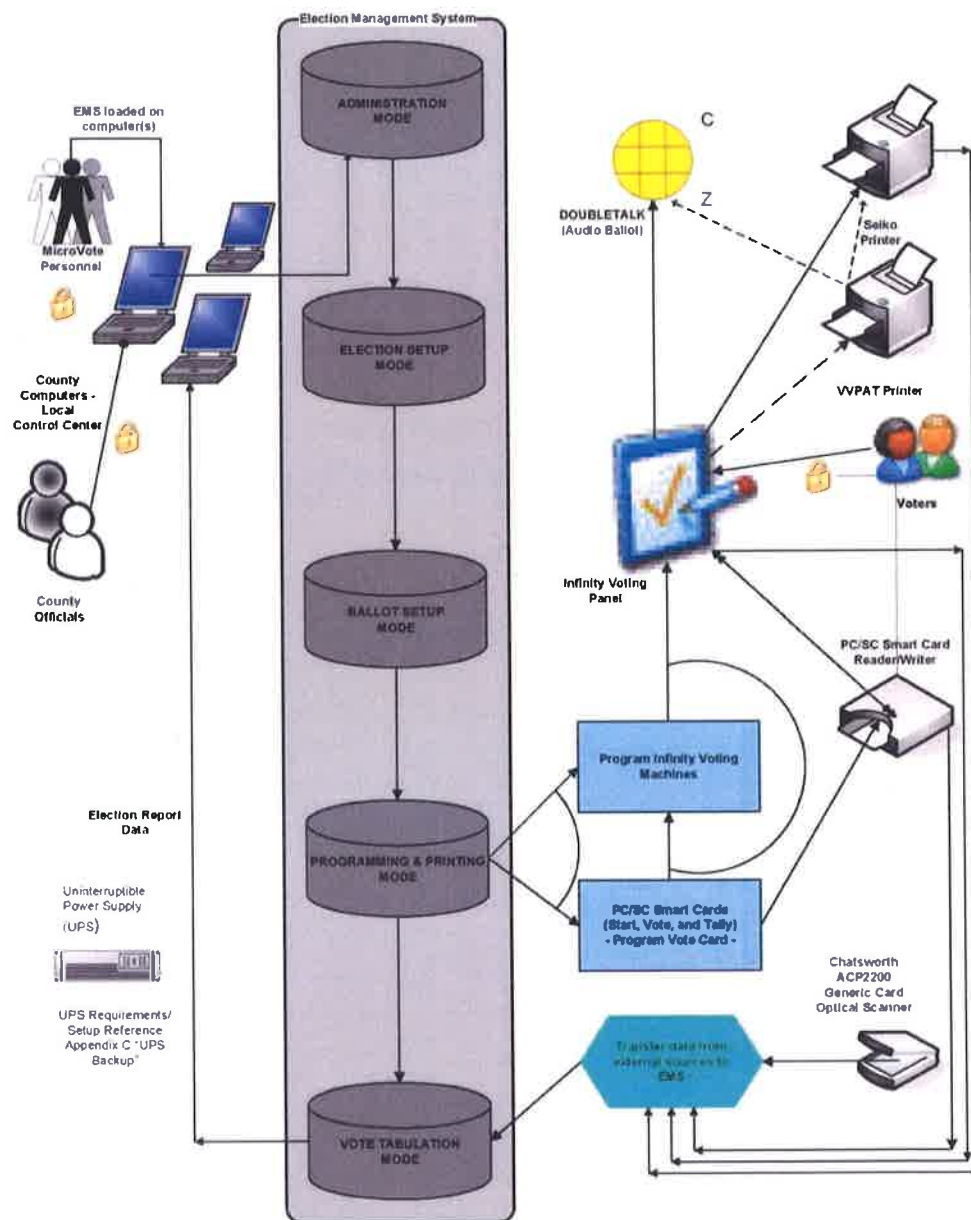 Election Management System
ADMINISTRATION
MODE
EMS loaded on
computer(s)
MicroVote
Personnel
C
Z
DOUBLETALK
(Audio Ballot)
Seiko
Printer
VVPAT Printer
ELECTION SETUP
MODE
County
Computers -
Local
Control Center
Voters
County
Officials
Infinity Voting
Panel
BALLOT SETUP
MODE
PC/SC Smart Card
Reader/Writer
Program Infinity Voting
Machines
Election Report
Data
PROGRAMMING & PRINTING
MODE
PC/SC Smart Cards
(Start, Vote, and Tally)
- Program Vote Card -
Uninterruptible
Power Supply
(UPS)
UPS Requirements/
Setup Reference
Appendix C "UPS
Backup"
Chatsworth
ACP2200
Generic Card
Optical Scanner
Transfer data from
external sources to
EMS -
VOTE TABULATION
MODE